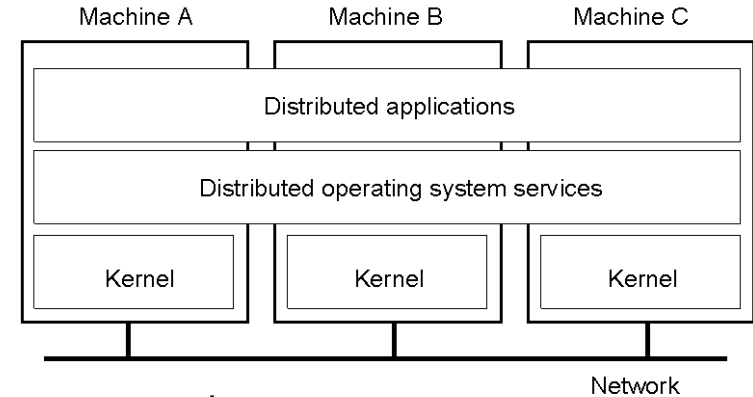 Machine A
Machine B
Machine C
Distributed applications
Distributed operating system services
Kernel
Kernel
Kernel
Network